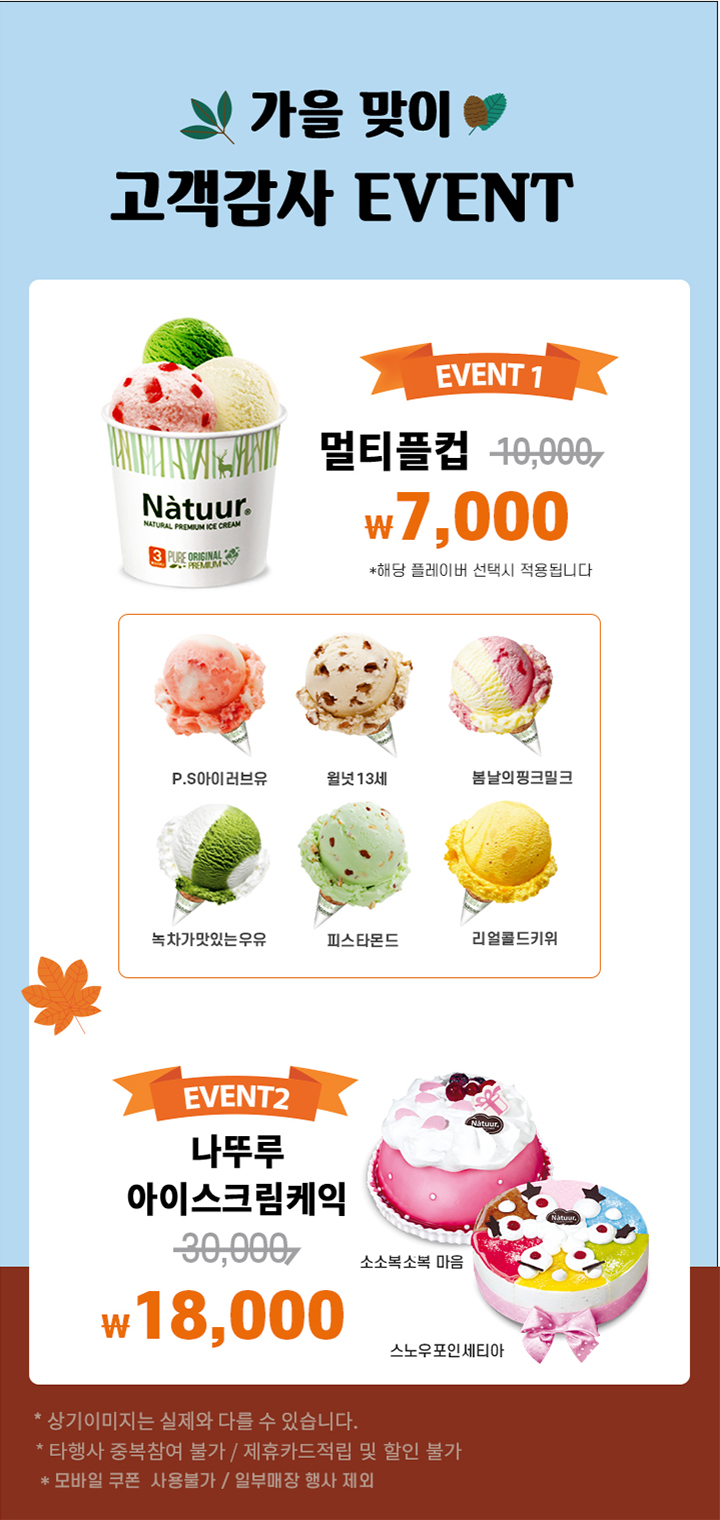 가을 맞이
고객감사 EVENT
EVENT 1
멀티플컵 10,000
₩7,000
*해당 플레이버 선택시 적용됩니다
Nàtuur®
NATURAL PREMIUM ICE CREAM
3 PURE ORIGINAL
PREMIUM
P.S아이러브유 월넛13세 봄날의핑크밀크
녹차가맛있는우유 피스타몬드 리얼콜드키위
EVENT2
나뚜루
아이스크림케익
30,000
₩18,000
Nàtuur.
Nàtuur.
소소복소복 마음
스노우포인세티아
* 상기이미지는 실제와 다를 수 있습니다.
* 타행사 중복참여 불가 / 제휴카드적립 및 할인 불가
* 모바일 쿠폰 사용불가 / 일부매장 행사 제외